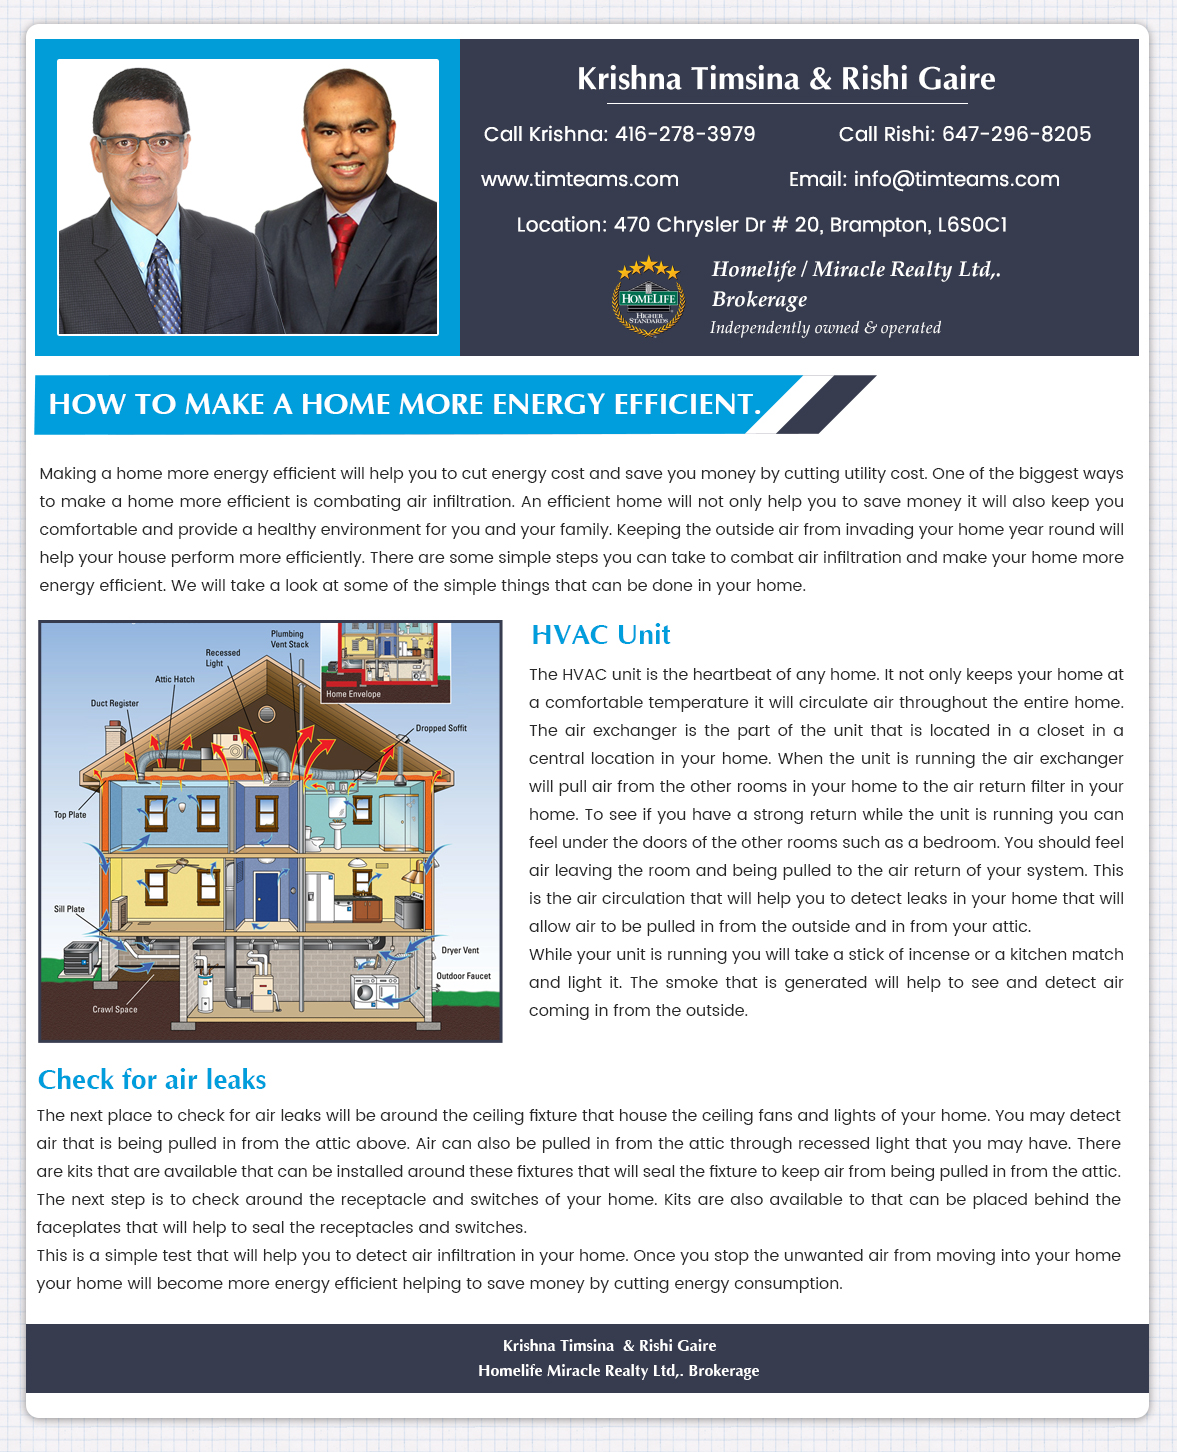 Krishna Timsina & Rishi Gaire
Call Krishna: 416-278-3979
Call Rishi: 647-296-8205
www.timteams.com
Email: info@timteams.com
Location: 470 Chrysler Dr # 20, Brampton, L6S0C1
HOMELIFE
HIGHER
STANDARDS
Homelife / Miracle Realty Ltd,.
Brokerage
Independently owned & operated
HOW TO MAKE A HOME MORE ENERGY EFFICIENT.
Making a home more energy efficient will help you to cut energy cost and save you money by cutting utility cost. One of the biggest ways
to make a home more efficient is combating air infiltration. An efficient home will not only help you to save money it will also keep you
comfortable and provide a healthy environment for you and your family. Keeping the outside air from invading your home year round will
help your house perform more efficiently. There are some simple steps you can take to combat air infiltration and make your home more
energy efficient. We will take a look at some of the simple things that can be done in your home.
Plumbing
Vent Stack
Recessed
Light
Attic Hatch
Duct Register
Home Envelope
Dropped Soffit
Top Plate
Sill Plate
Dryer Vent
Outdoor Faucet
Crawl Space
HVAC Unit
The HVAC unit is the heartbeat of any home. It not only keeps your home at
a comfortable temperature it will circulate air throughout the entire home.
The air exchanger is the part of the unit that is located in a closet in a
central location in your home. When the unit is running the air exchanger
will pull air from the other rooms in your home to the air return filter in your
home. To see if you have a strong return while the unit is running you can
feel under the doors of the other rooms such as a bedroom. You should feel
air leaving the room and being pulled to the air return of your system. This
is the air circulation that will help you to detect leaks in your home that will
allow air to be pulled in from the outside and in from your attic.
While your unit is running you will take a stick of incense or a kitchen match
and light it. The smoke that is generated will help to see and detect air
coming in from the outside.
Check for air leaks
The next place to check for air leaks will be around the ceiling fixture that house the ceiling fans and lights of your home. You may detect
air that is being pulled in from the attic above. Air can also be pulled in from the attic through recessed light that you may have. There
are kits that are available that can be installed around these fixtures that will seal the fixture to keep air from being pulled in from the attic.
The next step is to check around the receptacle and switches of your home. Kits are also available to that can be placed behind the
faceplates that will help to seal the receptacles and switches.
This is a simple test that will help you to detect air infiltration in your home. Once you stop the unwanted air from moving into your home
your home will become more energy efficient helping to save money by cutting energy consumption.
Krishna Timsina & Rishi Gaire
Homelife Miracle Realty Ltd,. Brokerage